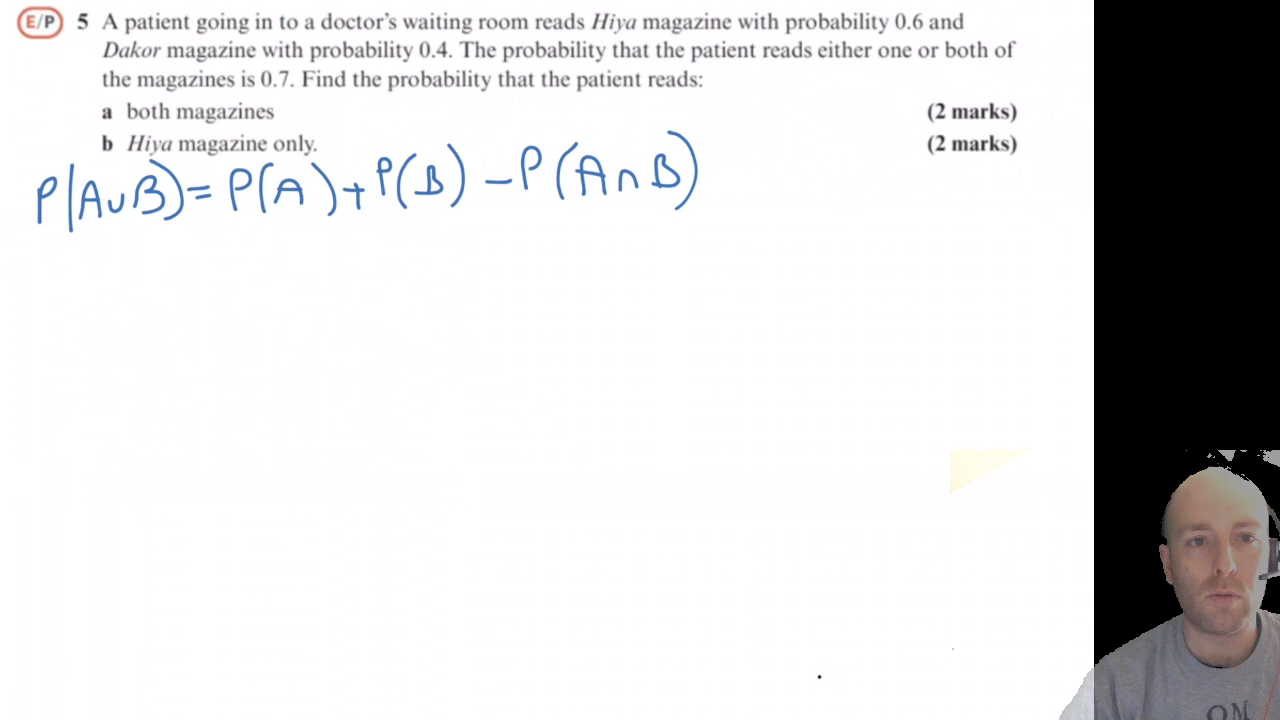 E/P 5 A patient going in to a doctor's waiting room reads Hiya magazine with probability 0.6 and
Dakor magazine with probability 0.4. The probability that the patient reads either one or both of
the magazines is 0.7. Find the probability that the patient reads:
a both magazines (2 marks)
b Hiya magazine only. (2 marks)
P(A∪B)=P(A)+P(B)-P(A∩B)